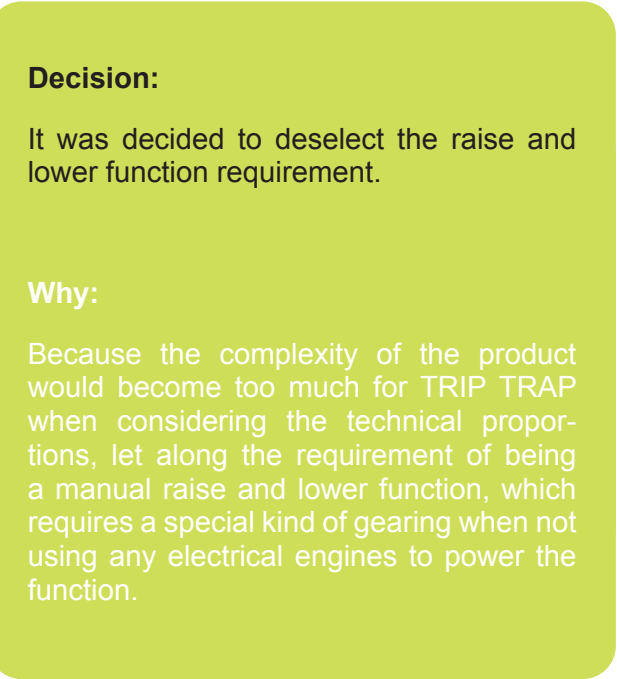 Decision:
It was decided to deselect the raise and
lower function requirement.
Why:
Because the complexity of the product
would become too much for TRIP TRAP
when considering the technical propor-
tions, let along the requirement of being
a manual raise and lower function, which
requires a special kind of gearing when not
using any electrical engines to power the
function.